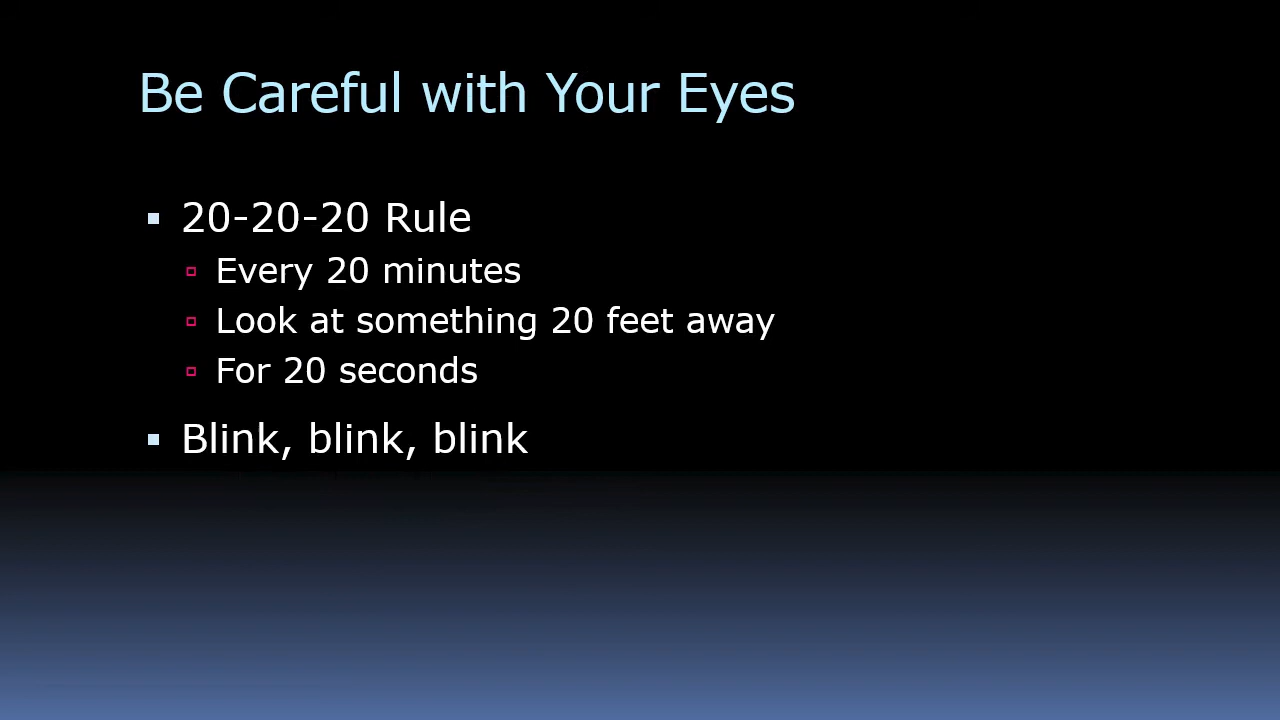 Be Careful with Your Eyes
20-20-20 Rule
Every 20 minutes
Look at something 20 feet away
For 20 seconds
Blink, blink, blink